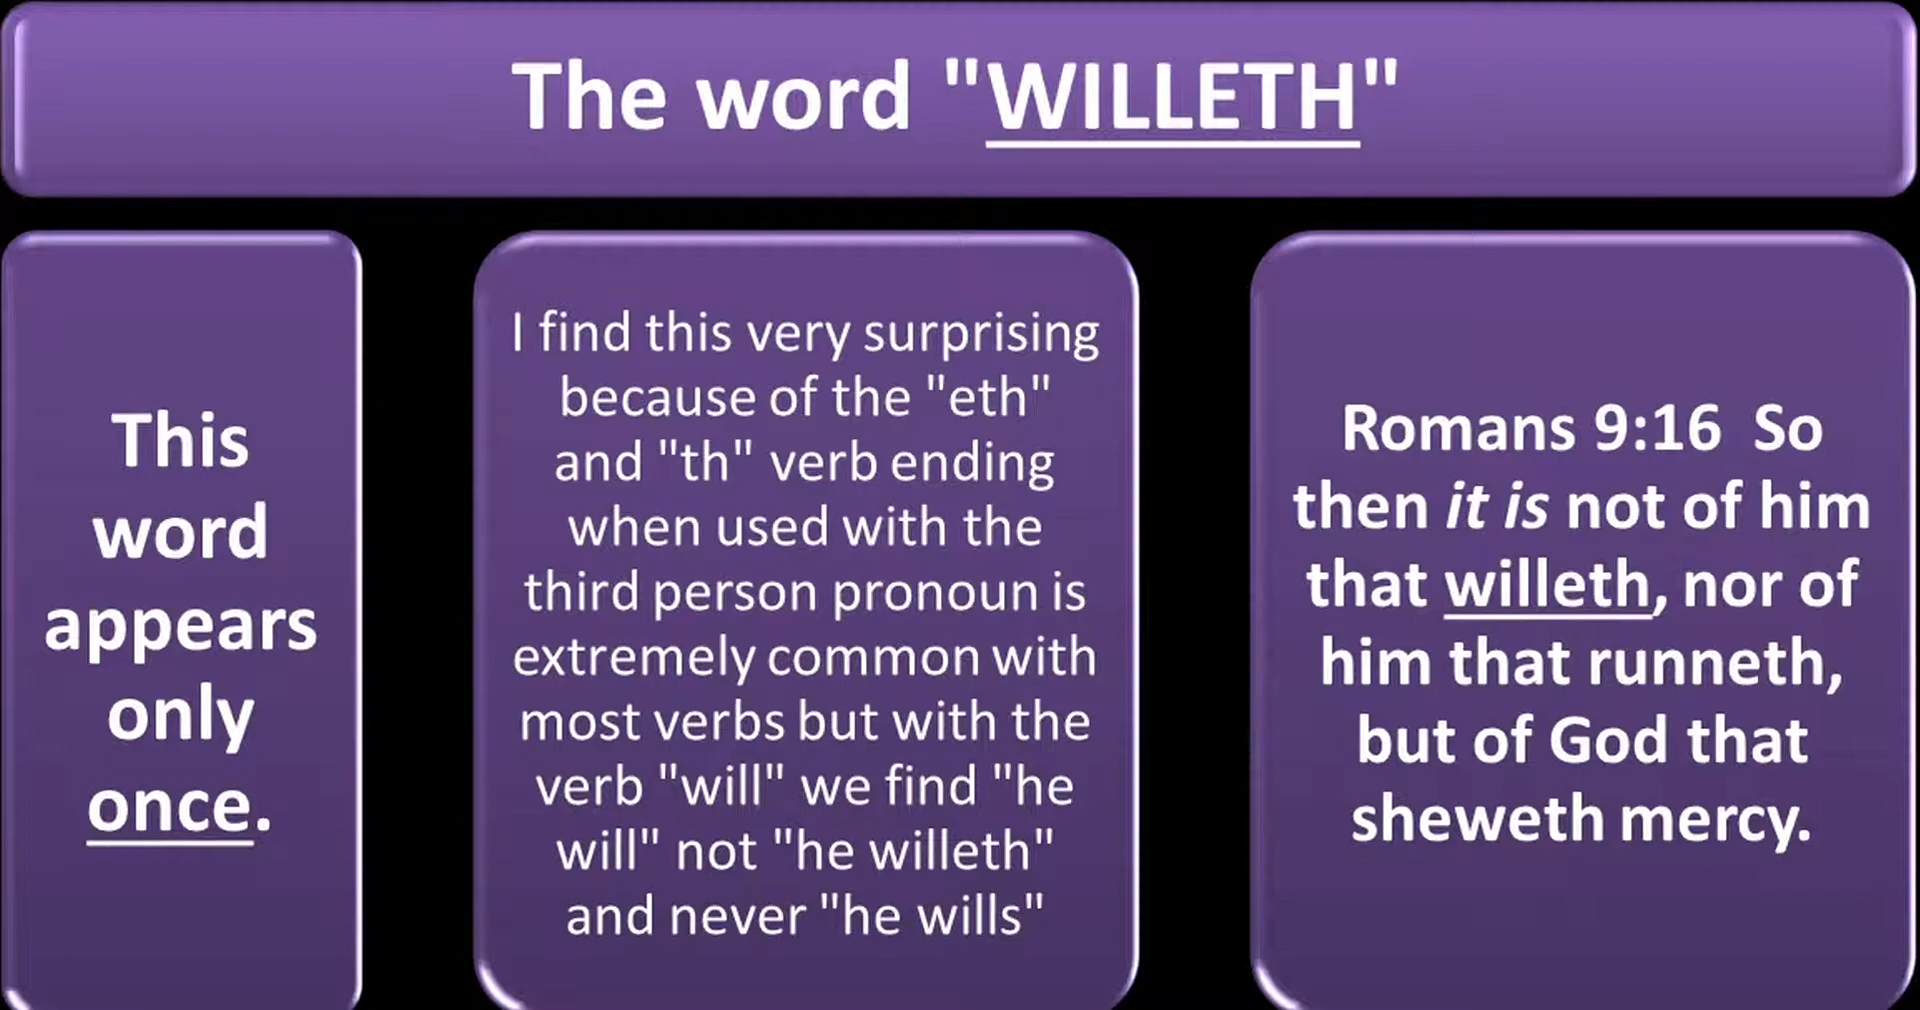 The word "WILLETH"
This
word
appears
only
once.
I find this very surprising
because of the "eth"
and "th" verb ending
when used with the
third person pronoun is
extremely common with
most verbs but with the
verb "will" we find "he
will" not "he willeth"
and never "he wills"
Romans 9:16  So
then it is not of him
that willeth, nor of
him that runneth,
but of God that
sheweth mercy.